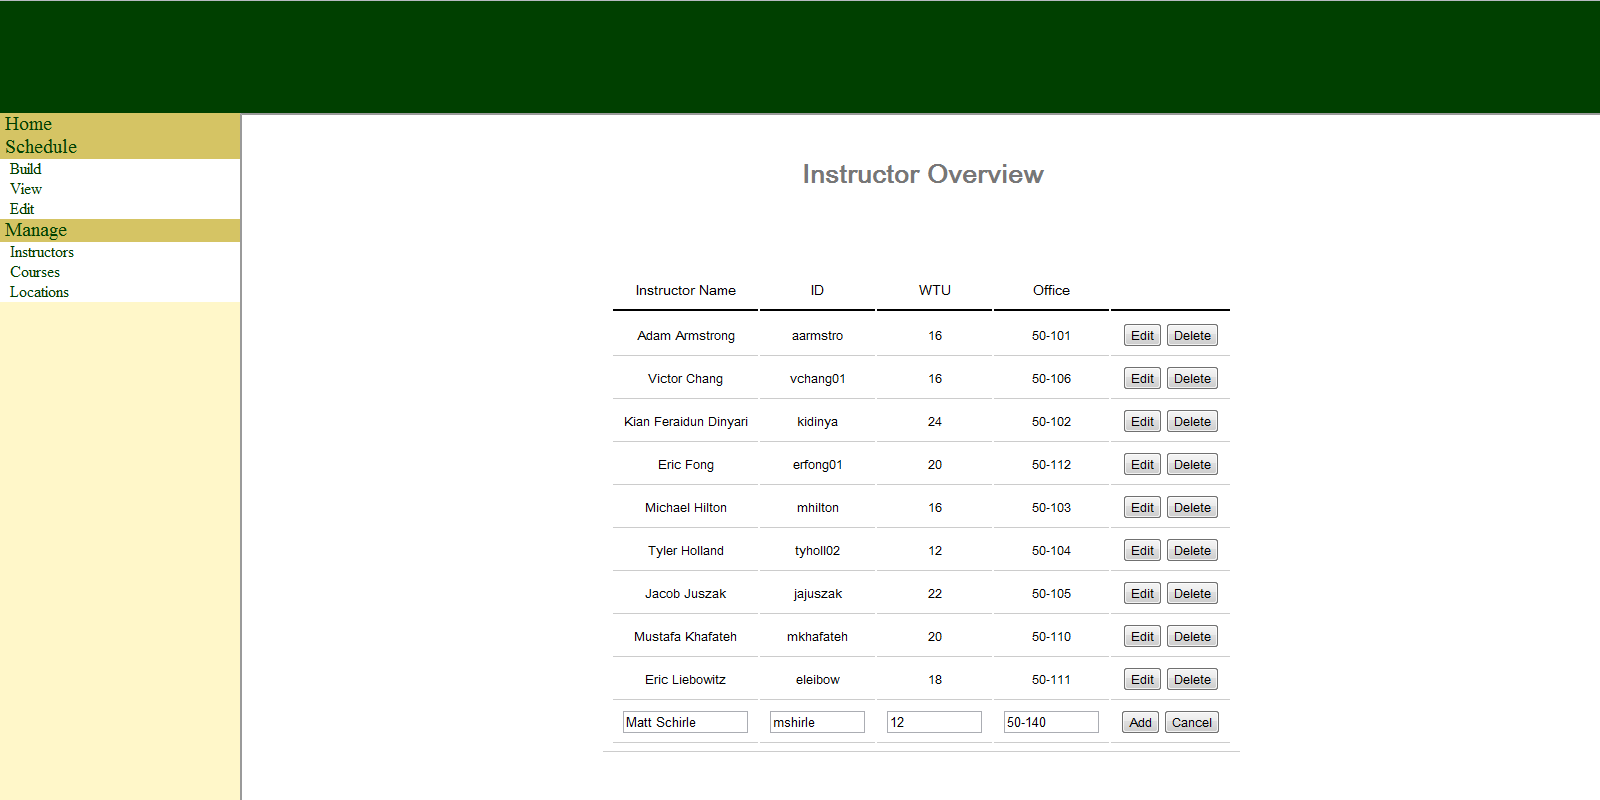 Home
Schedule
Build
View
Edit
Manage
Instructors
Courses
Locations
Instructor Overview
Instructor Name ID WTU Office
Adam Armstrong aarmstro 16 50-101 Edit Delete
Victor Chang vchang01 16 50-106 Edit Delete
Kian Feraidun Dinyari kidinya 24 50-102 Edit Delete
Eric Fong erfong01 20 50-112 Edit Delete
Michael Hilton mhilton 16 50-103 Edit Delete
Tyler Holland tyholl02 12 50-104 Edit Delete
Jacob Juszak jajuszak 22 50-105 Edit Delete
Mustafa Khafateh mkhafateh 20 50-110 Edit Delete
Eric Liebowitz eleibow 18 50-111 Edit Delete
Matt Schirle mshirle 12 50-140 Add Cancel